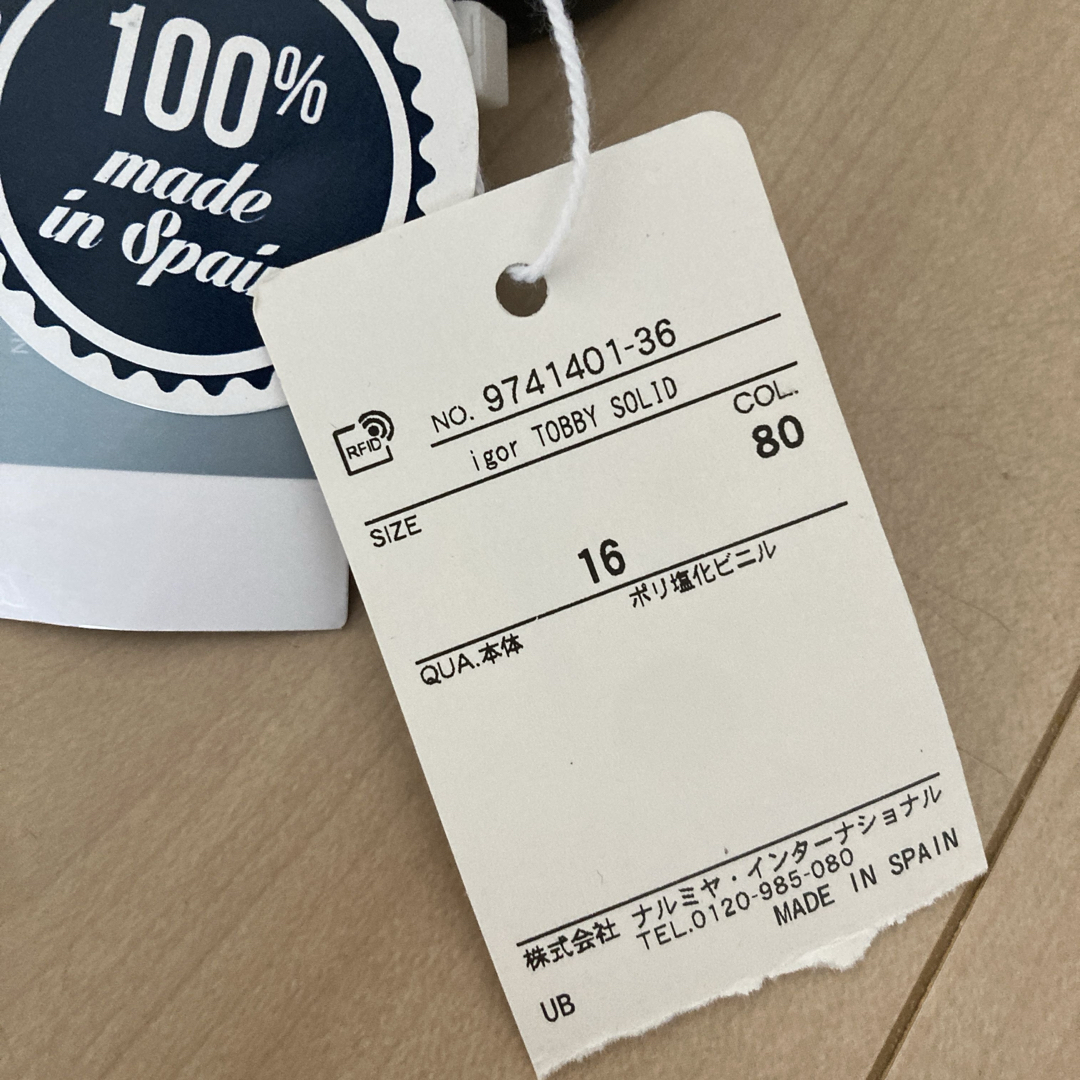 100%
made
in Spain
RFID
NO. 9741401-36
igor TOBBY SOLID
COL.
80
SIZE
16
ポリ塩化ビニル
QUA.本体
株式会社 ナルミヤ・インターナショナル
TEL.0120-985-080
MADE IN SPAIN
UB